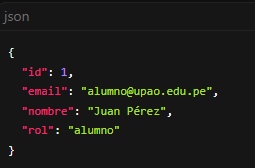 json
{
  "id": 1,
  "email": "alumno@upao.edu.pe",
  "nombre": "Juan Pérez",
  "rol": "alumno"
}